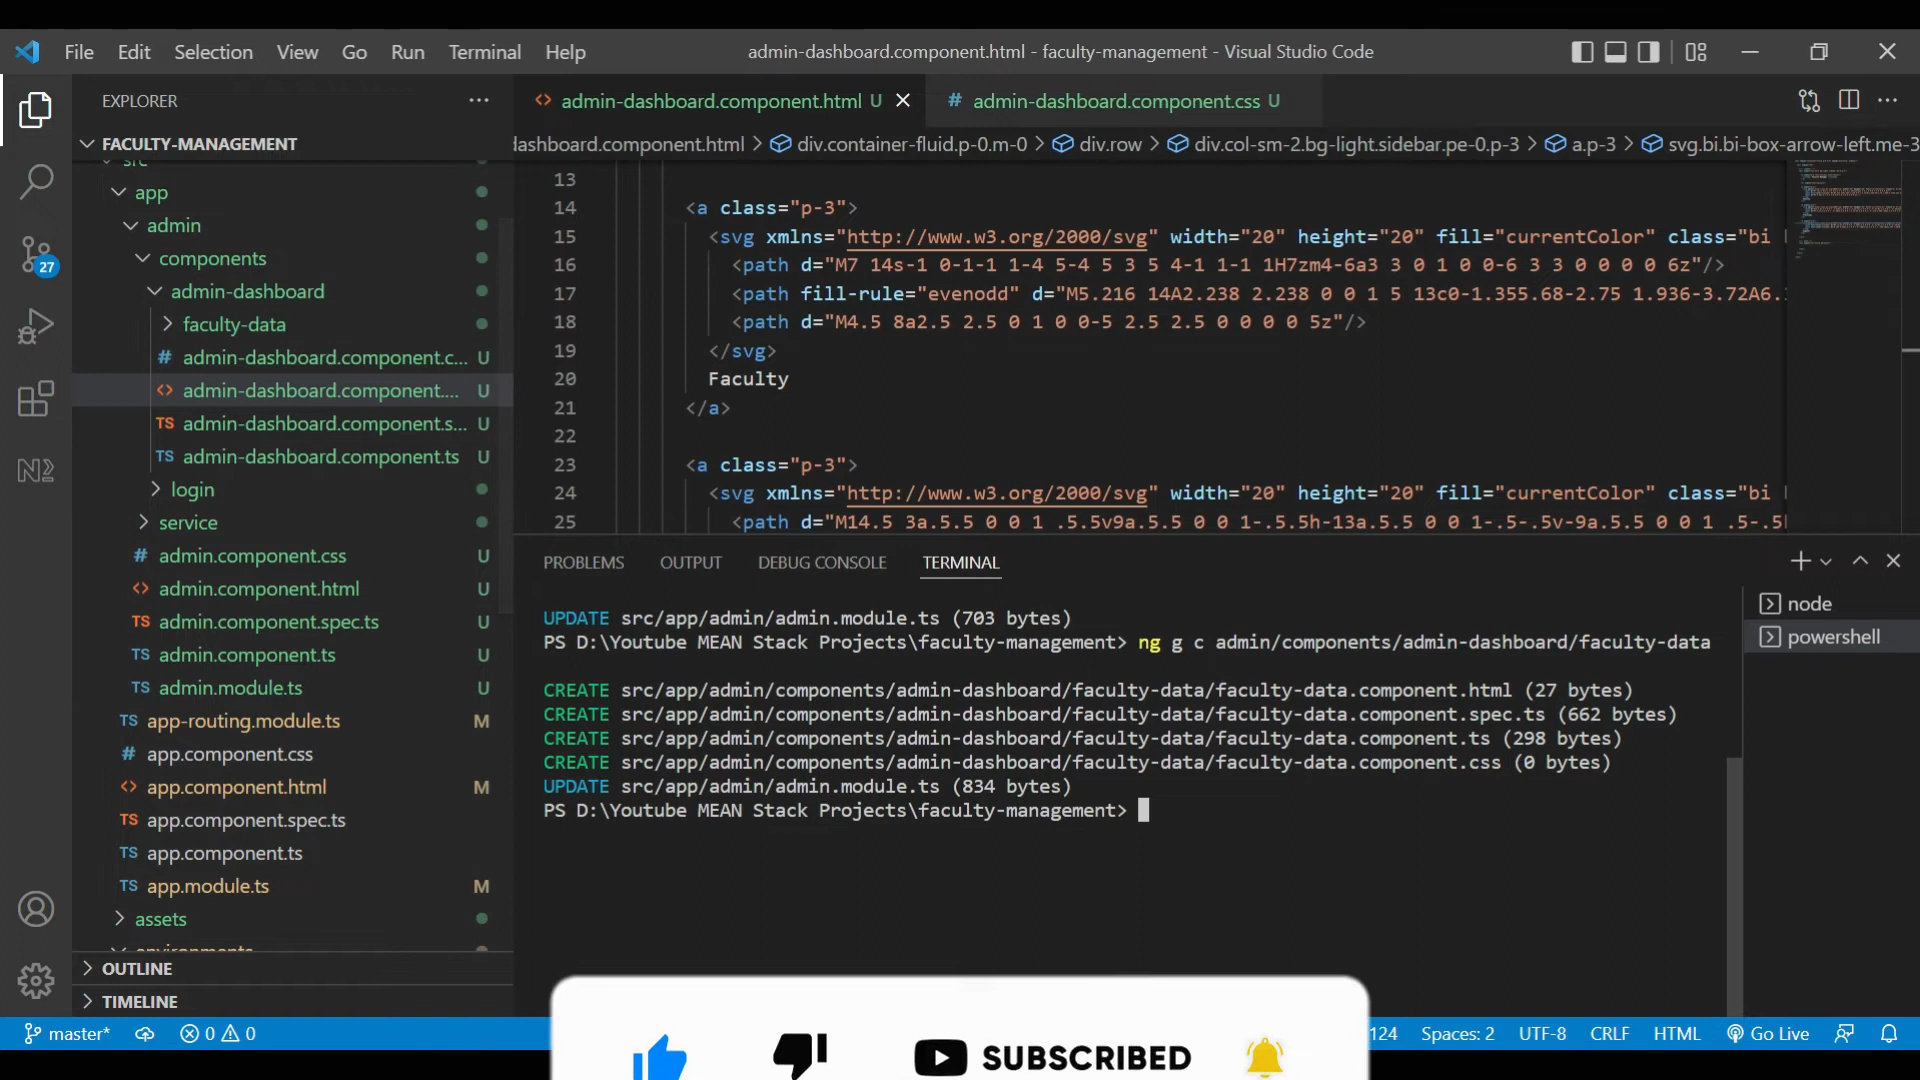 File Edit Selection View Go Run Terminal Help
admin-dashboard.component.html - faculty-management - Visual Studio Code
EXPLORER
FACULTY-MANAGEMENT
src
app
admin
components
admin-dashboard
faculty-data
admin-dashboard.component.c... U
admin-dashboard.component.... U
TS admin-dashboard.component.s... U
TS admin-dashboard.component.ts U
login
service
# admin.component.css U
<> admin.component.html U
TS admin.component.spec.ts U
TS admin.component.ts U
TS admin.module.ts U
TS app-routing.module.ts M
# app.component.css
<> app.component.html M
TS app.component.spec.ts
TS app.component.ts
TS app.module.ts M
assets
environments
OUTLINE
TIMELINE
27
<> admin-dashboard.component.html U
# admin-dashboard.component.css U
dashboard.component.html > div.container-fluid.p-0.m-0 > div.row > div.col-sm-2.bg-light.sidebar.pe-0.p-3 > a.p-3 > svg.bi.bi-box-arrow-left.me-3
13
14 <a class="p-3">
15 <svg xmlns="http://www.w3.org/2000/svg" width="20" height="20" fill="currentColor" class="bi
16 <path d="M7 14s-1 0-1-1 1-4 5-4 5 3 5 4-1 1-1 1H7zm4-6a3 3 0 1 0 0-6 3 3 0 0 0 0 6z"/>
17 <path fill-rule="evenodd" d="M5.216 14A2.238 2.238 0 0 1 5 13c0-1.355.68-2.75 1.936-3.72A6.
18 <path d="M4.5 8a2.5 2.5 0 1 0 0-5 2.5 2.5 0 0 0 0 5z"/>
19 </svg>
20 Faculty
21 </a>
22
23 <a class="p-3">
24 <svg xmlns="http://www.w3.org/2000/svg" width="20" height="20" fill="currentColor" class="bi
25 <path d="M14.5 3a.5.5 0 0 1 .5.5v9a.5.5 0 0 1-.5.5h-13a.5.5 0 0 1-.5-.5v-9a.5.5 0 0 1 .5-.5
PROBLEMS OUTPUT DEBUG CONSOLE TERMINAL
UPDATE src/app/admin/admin.module.ts (703 bytes)
PS D:\Youtube MEAN Stack Projects\faculty-management> ng g c admin/components/admin-dashboard/faculty-data
CREATE src/app/admin/components/admin-dashboard/faculty-data/faculty-data.component.html (27 bytes)
CREATE src/app/admin/components/admin-dashboard/faculty-data/faculty-data.component.spec.ts (662 bytes)
CREATE src/app/admin/components/admin-dashboard/faculty-data/faculty-data.component.ts (298 bytes)
CREATE src/app/admin/components/admin-dashboard/faculty-data/faculty-data.component.css (0 bytes)
UPDATE src/app/admin/admin.module.ts (834 bytes)
PS D:\Youtube MEAN Stack Projects\faculty-management>
node
powershell
master* 0 0
124 Spaces: 2 UTF-8 CRLF HTML Go Live
SUBSCRIBED